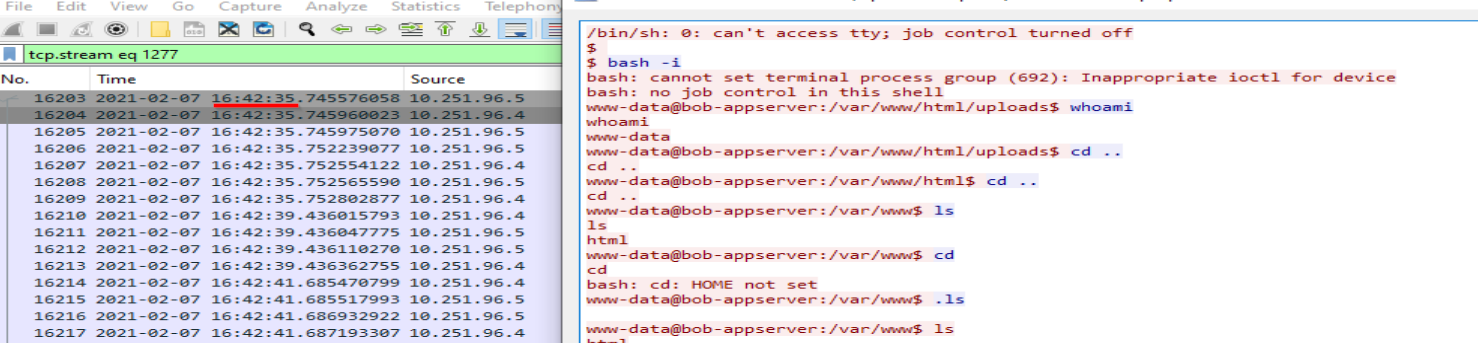 File Edit View Go Capture Analyze Statistics Telephony
tcp.stream eq 1277
No. Time Source
16203 2021-02-07 16:42:35.745576058 10.251.96.5
16204 2021-02-07 16:42:35.745960023 10.251.96.4
16205 2021-02-07 16:42:35.745975070 10.251.96.5
16206 2021-02-07 16:42:35.752239077 10.251.96.5
16207 2021-02-07 16:42:35.752554122 10.251.96.4
16208 2021-02-07 16:42:35.752565590 10.251.96.5
16209 2021-02-07 16:42:35.752802877 10.251.96.4
16210 2021-02-07 16:42:39.436015793 10.251.96.4
16211 2021-02-07 16:42:39.436047775 10.251.96.5
16212 2021-02-07 16:42:39.436110270 10.251.96.5
16213 2021-02-07 16:42:39.436362755 10.251.96.4
16214 2021-02-07 16:42:41.685470799 10.251.96.4
16215 2021-02-07 16:42:41.685517993 10.251.96.5
16216 2021-02-07 16:42:41.686932922 10.251.96.5
16217 2021-02-07 16:42:41.687193307 10.251.96.4
/bin/sh: 0: can't access tty; job control turned off
$
$ bash -i
bash: cannot set terminal process group (692): Inappropriate ioctl for device
bash: no job control in this shell
www-data@bob-appserver:/var/www/html/uploads$ whoami
whoami
www-data
www-data@bob-appserver:/var/www/html/uploads$ cd ..
cd ..
www-data@bob-appserver:/var/www/html$ cd ..
cd ..
www-data@bob-appserver:/var/www$ ls
ls
html
www-data@bob-appserver:/var/www$ cd
cd
bash: cd: HOME not set
www-data@bob-appserver:/var/www$ .ls
www-data@bob-appserver:/var/www$ ls